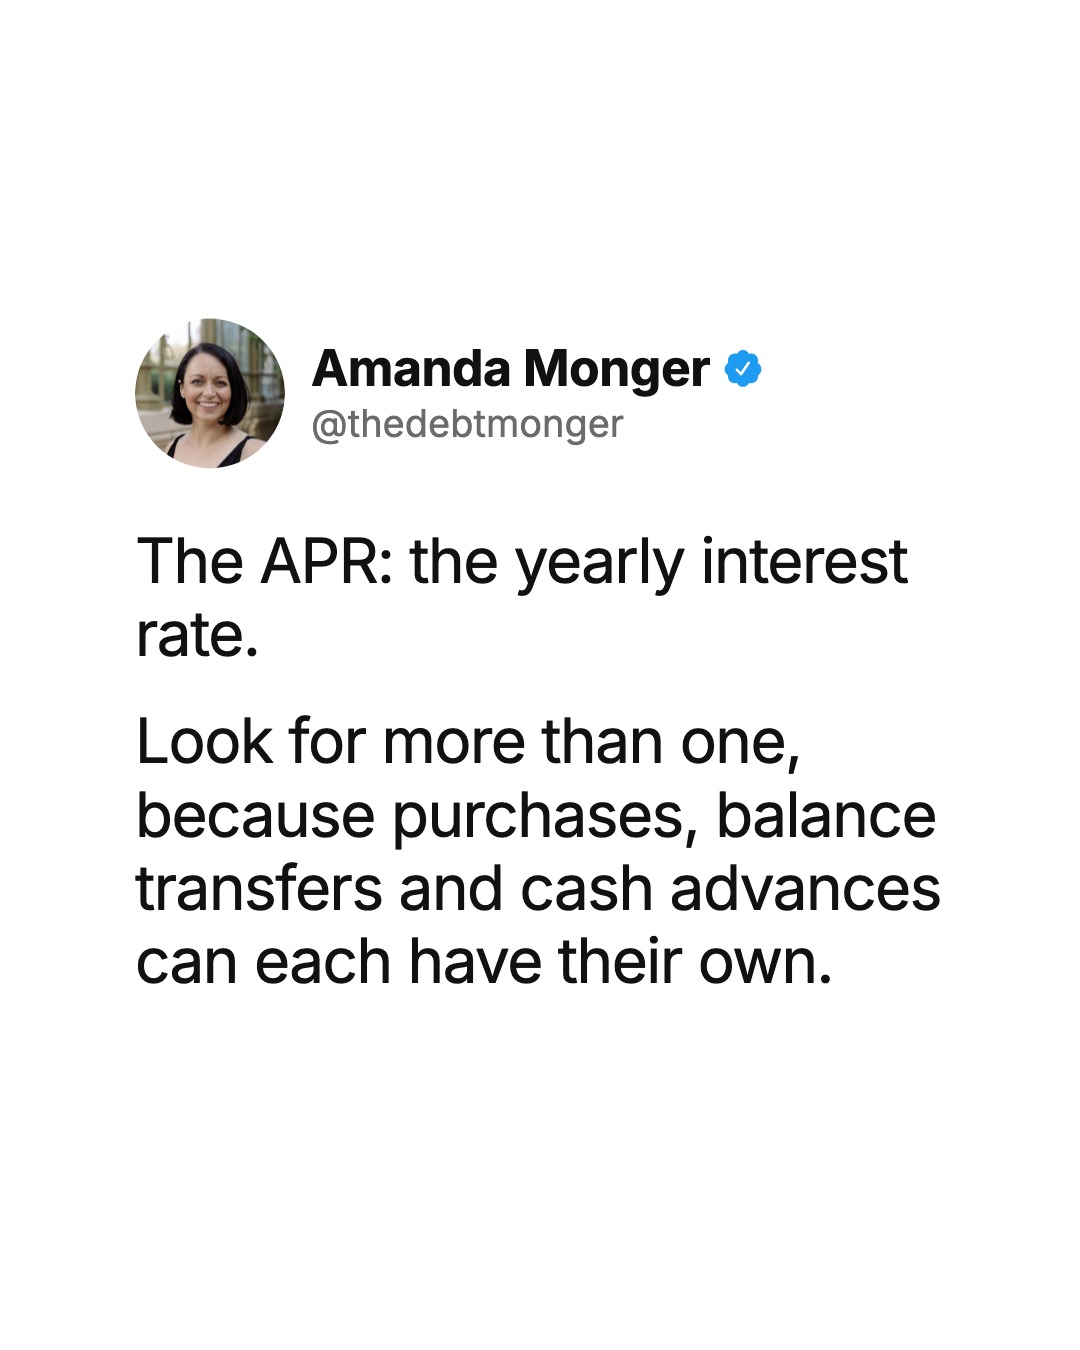 Amanda Monger
@thedebtmonger
The APR: the yearly interest
rate.
Look for more than one,
because purchases, balance
transfers and cash advances
can each have their own.